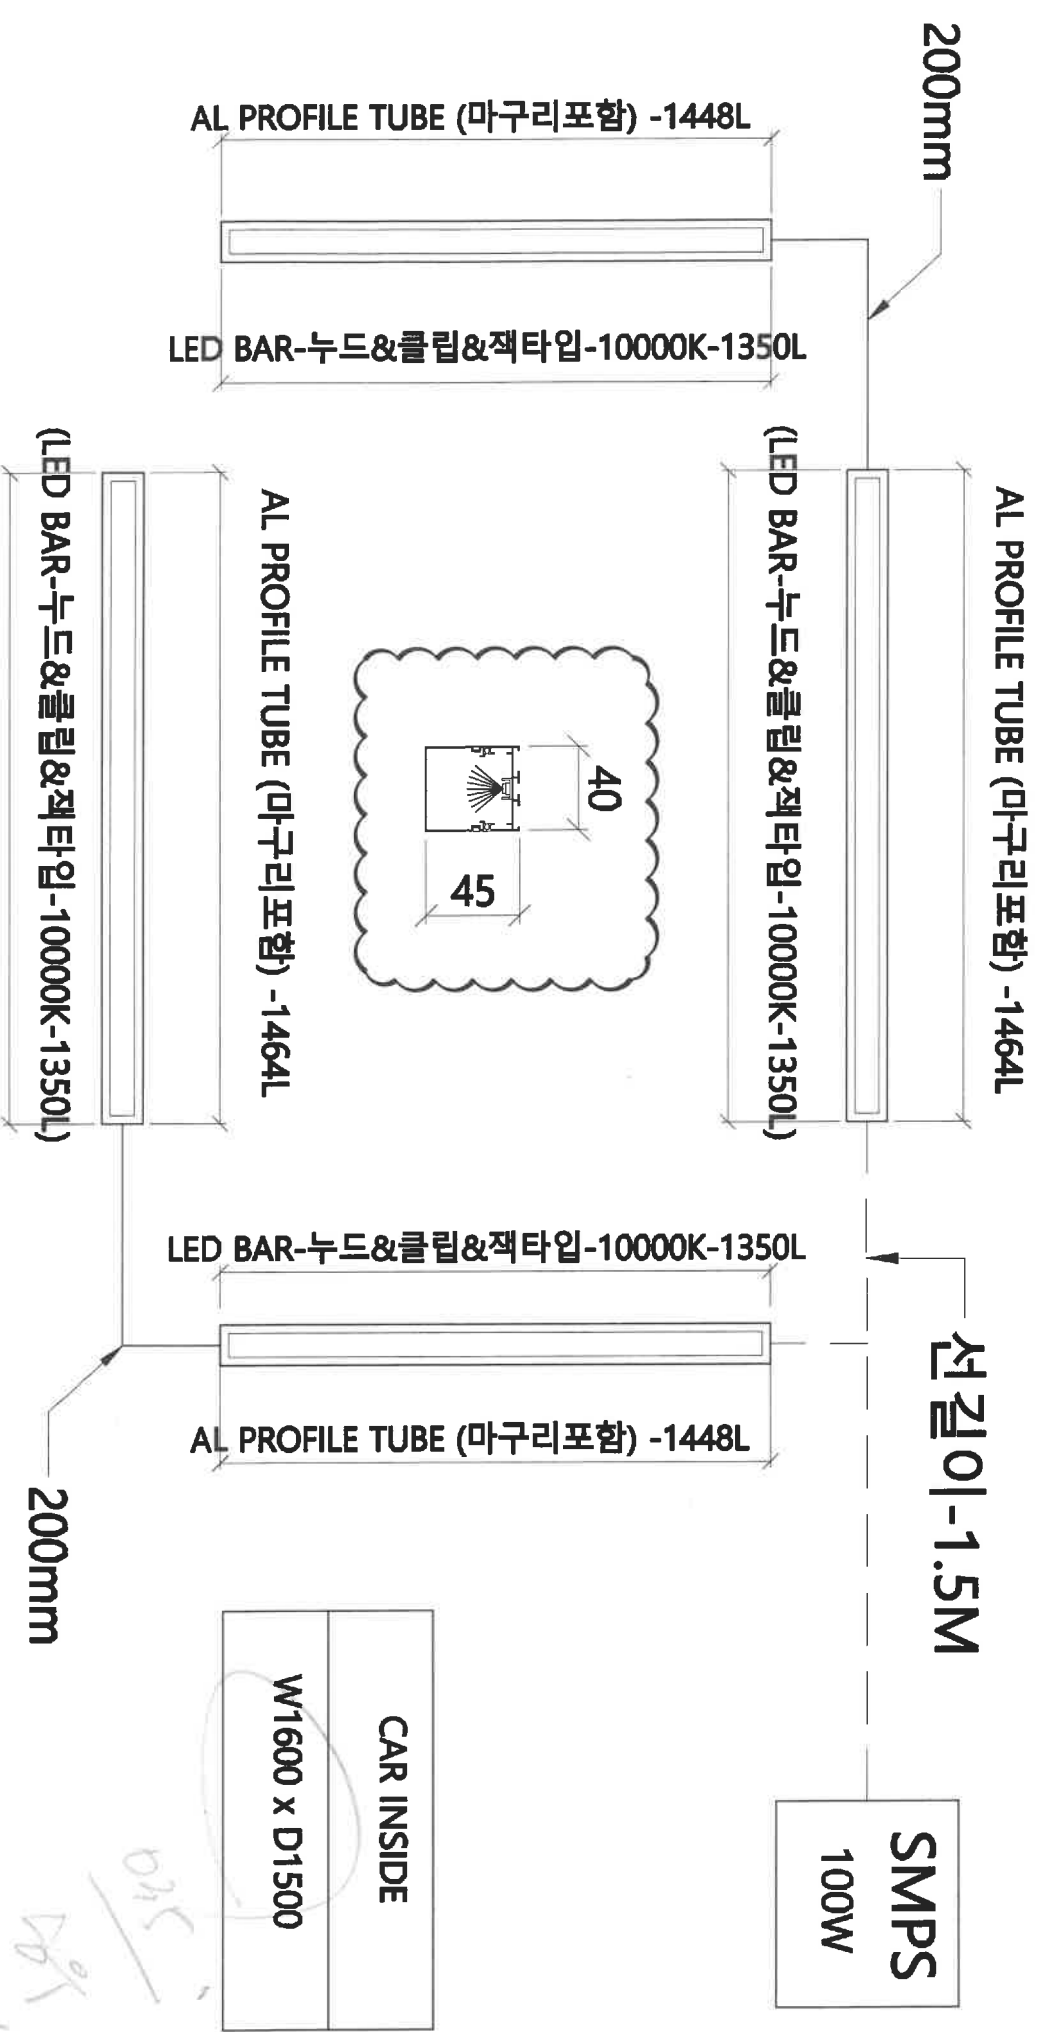 AL PROFILE TUBE (마구리포함) -1464L
(LED BAR-누드&클립&잭타입-10000K-1350L)
선길이-1.5M
SMPS
100W
200mm
AL PROFILE TUBE (마구리포함) -1448L
LED BAR-누드&클립&잭타입-10000K-1350L
40
45
LED BAR-누드&클립&잭타입-10000K-1350L
AL PROFILE TUBE (마구리포함) -1448L
AL PROFILE TUBE (마구리포함) -1464L
(LED BAR-누드&클립&잭타입-10000K-1350L)
200mm
CAR INSIDE
W1600 x D1500